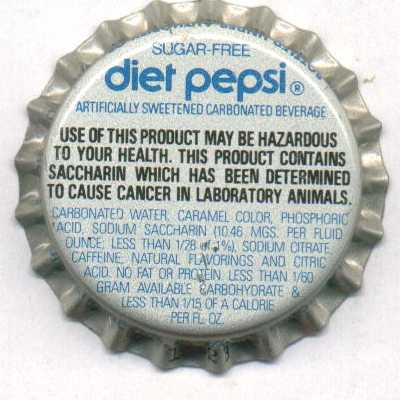 SUGAR-FREE
diet pepsi®
ARTIFICIALLY SWEETENED CARBONATED BEVERAGE
USE OF THIS PRODUCT MAY BE HAZARDOUS
TO YOUR HEALTH. THIS PRODUCT CONTAINS
SACCHARIN WHICH HAS BEEN DETERMINED
TO CAUSE CANCER IN LABORATORY ANIMALS.
CARBONATED WATER, CARAMEL COLOR, PHOSPHORIC
ACID, SODIUM SACCHARIN (10.46 MGS. PER FLUID
OUNCE; LESS THAN 1/28 of 1%), SODIUM CITRATE,
CAFFEINE, NATURAL FLAVORINGS AND CITRIC
ACID. NO FAT OR PROTEIN. LESS THAN 1/60
GRAM AVAILABLE CARBOHYDRATE &
LESS THAN 1/15 OF A CALORIE
PER FL. OZ.